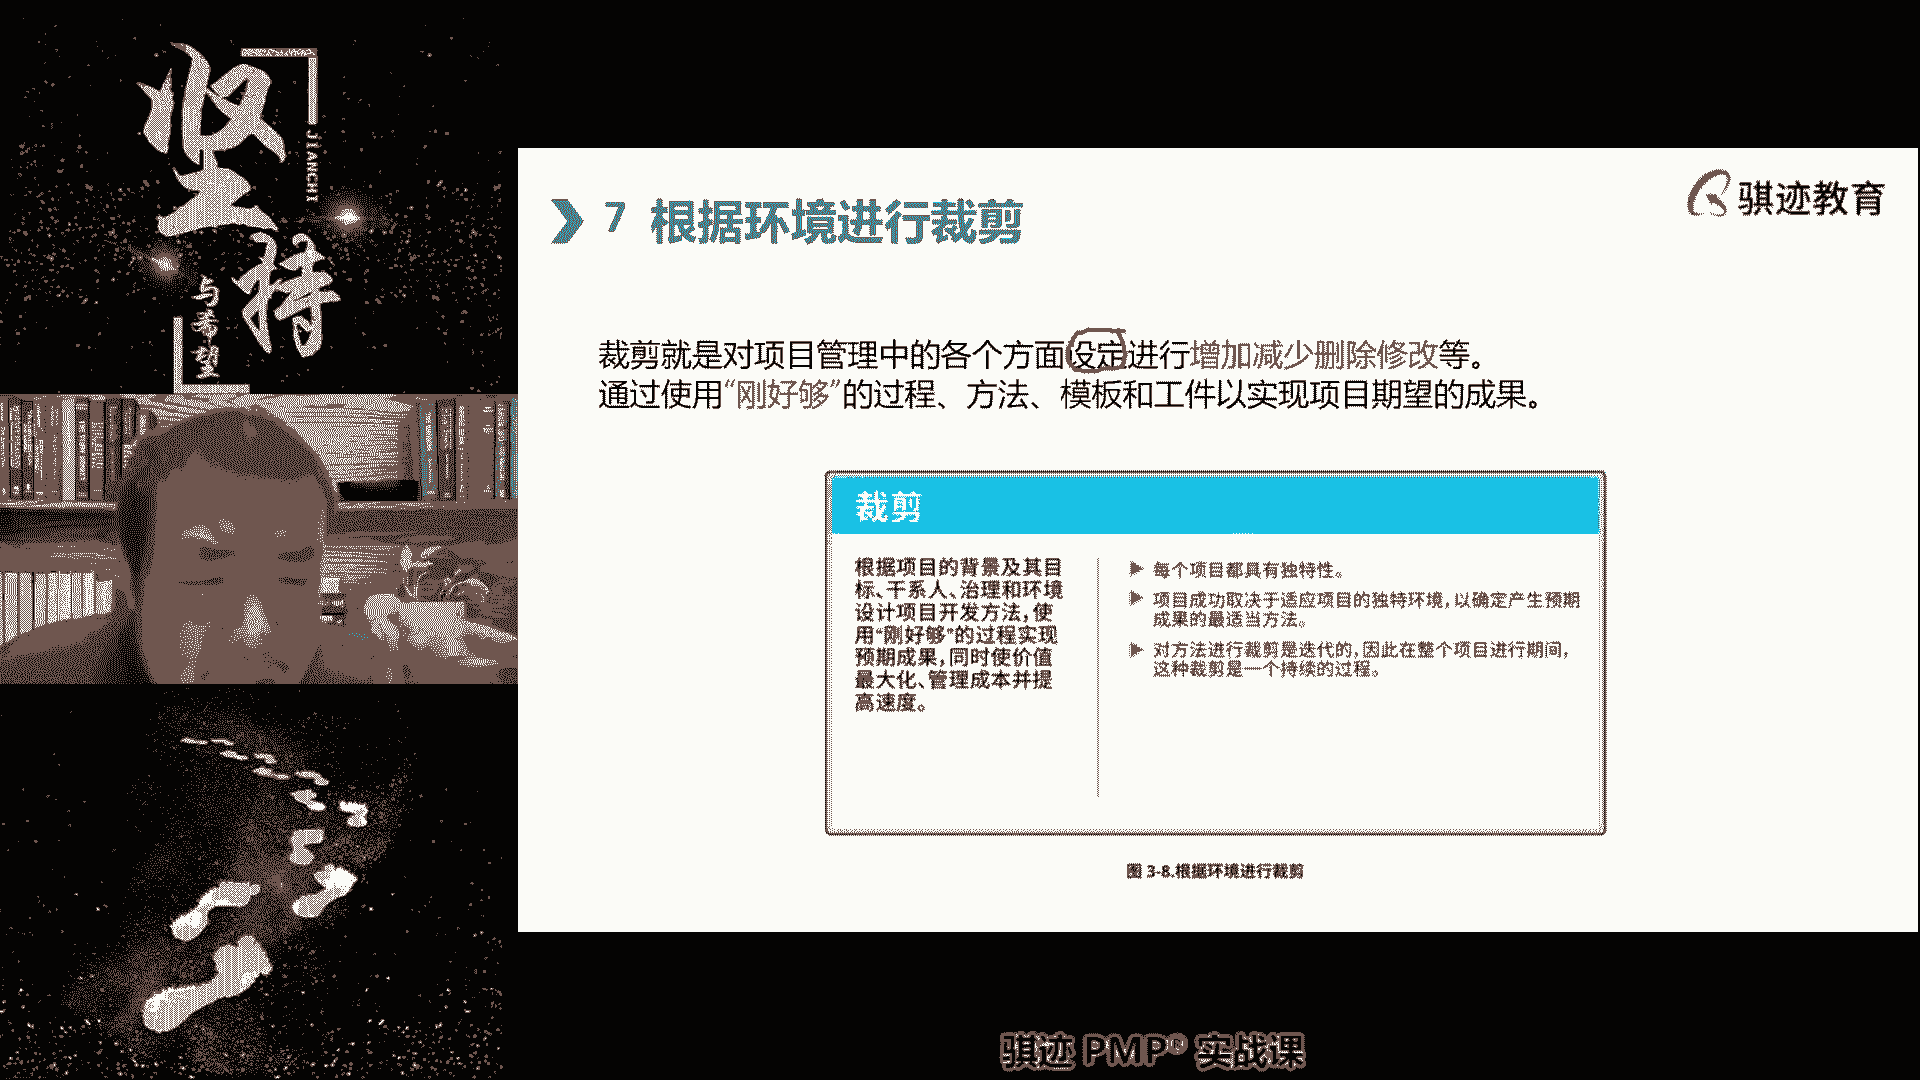 坚持
JIANCHI
与希望
7 根据环境进行裁剪
骐迹教育
裁剪就是对项目管理中的各个方面设定进行增加减少删除修改等。
通过使用“刚好够”的过程、方法、模板和工件以实现项目期望的成果。
裁剪
根据项目的背景及其目
标、干系人、治理和环境
设计项目开发方法，使
用“刚好够”的过程实现
预期成果，同时使价值
最大化、管理成本并提
高速度。
每个项目都具有独特性。
项目成功取决于适应项目的独特环境，以确定产生预期
成果的最适当方法。
对方法进行裁剪是迭代的，因此在整个项目进行期间，
这种裁剪是一个持续的过程。
图 3-8.根据环境进行裁剪
骐迹 PMP® 实战课